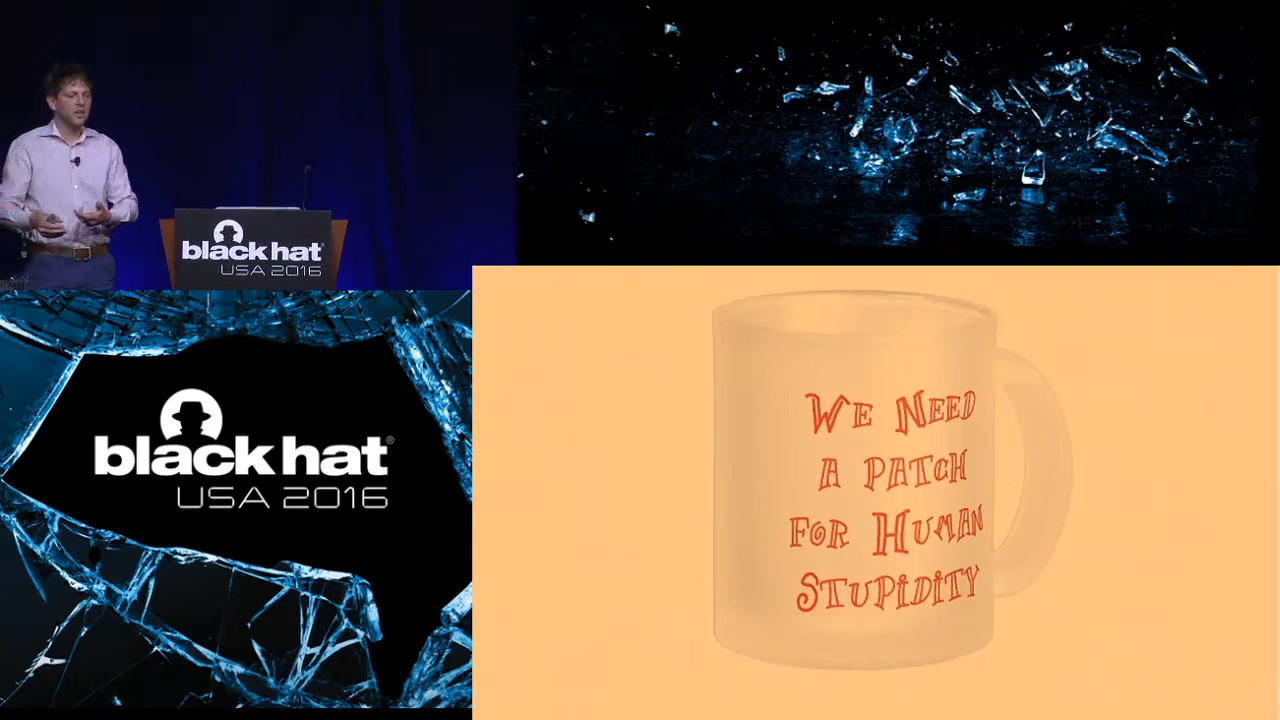 black hat
USA 2016
black hat®
USA 2016
We Need
a patch
for Human
Stupidity